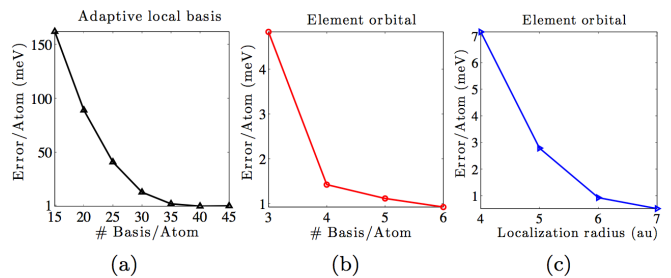 Adaptive local basis
Error/Atom (meV)
150
100
50
1
15 20 25 30 35 40 45
# Basis/Atom
(a)
Element orbital
Error/Atom (meV)
4
3
2
1
3 4 5 6
# Basis/Atom
(b)
Element orbital
Error/Atom (meV)
7
6
5
4
3
2
1
4 5 6 7
Localization radius (au)
(c)